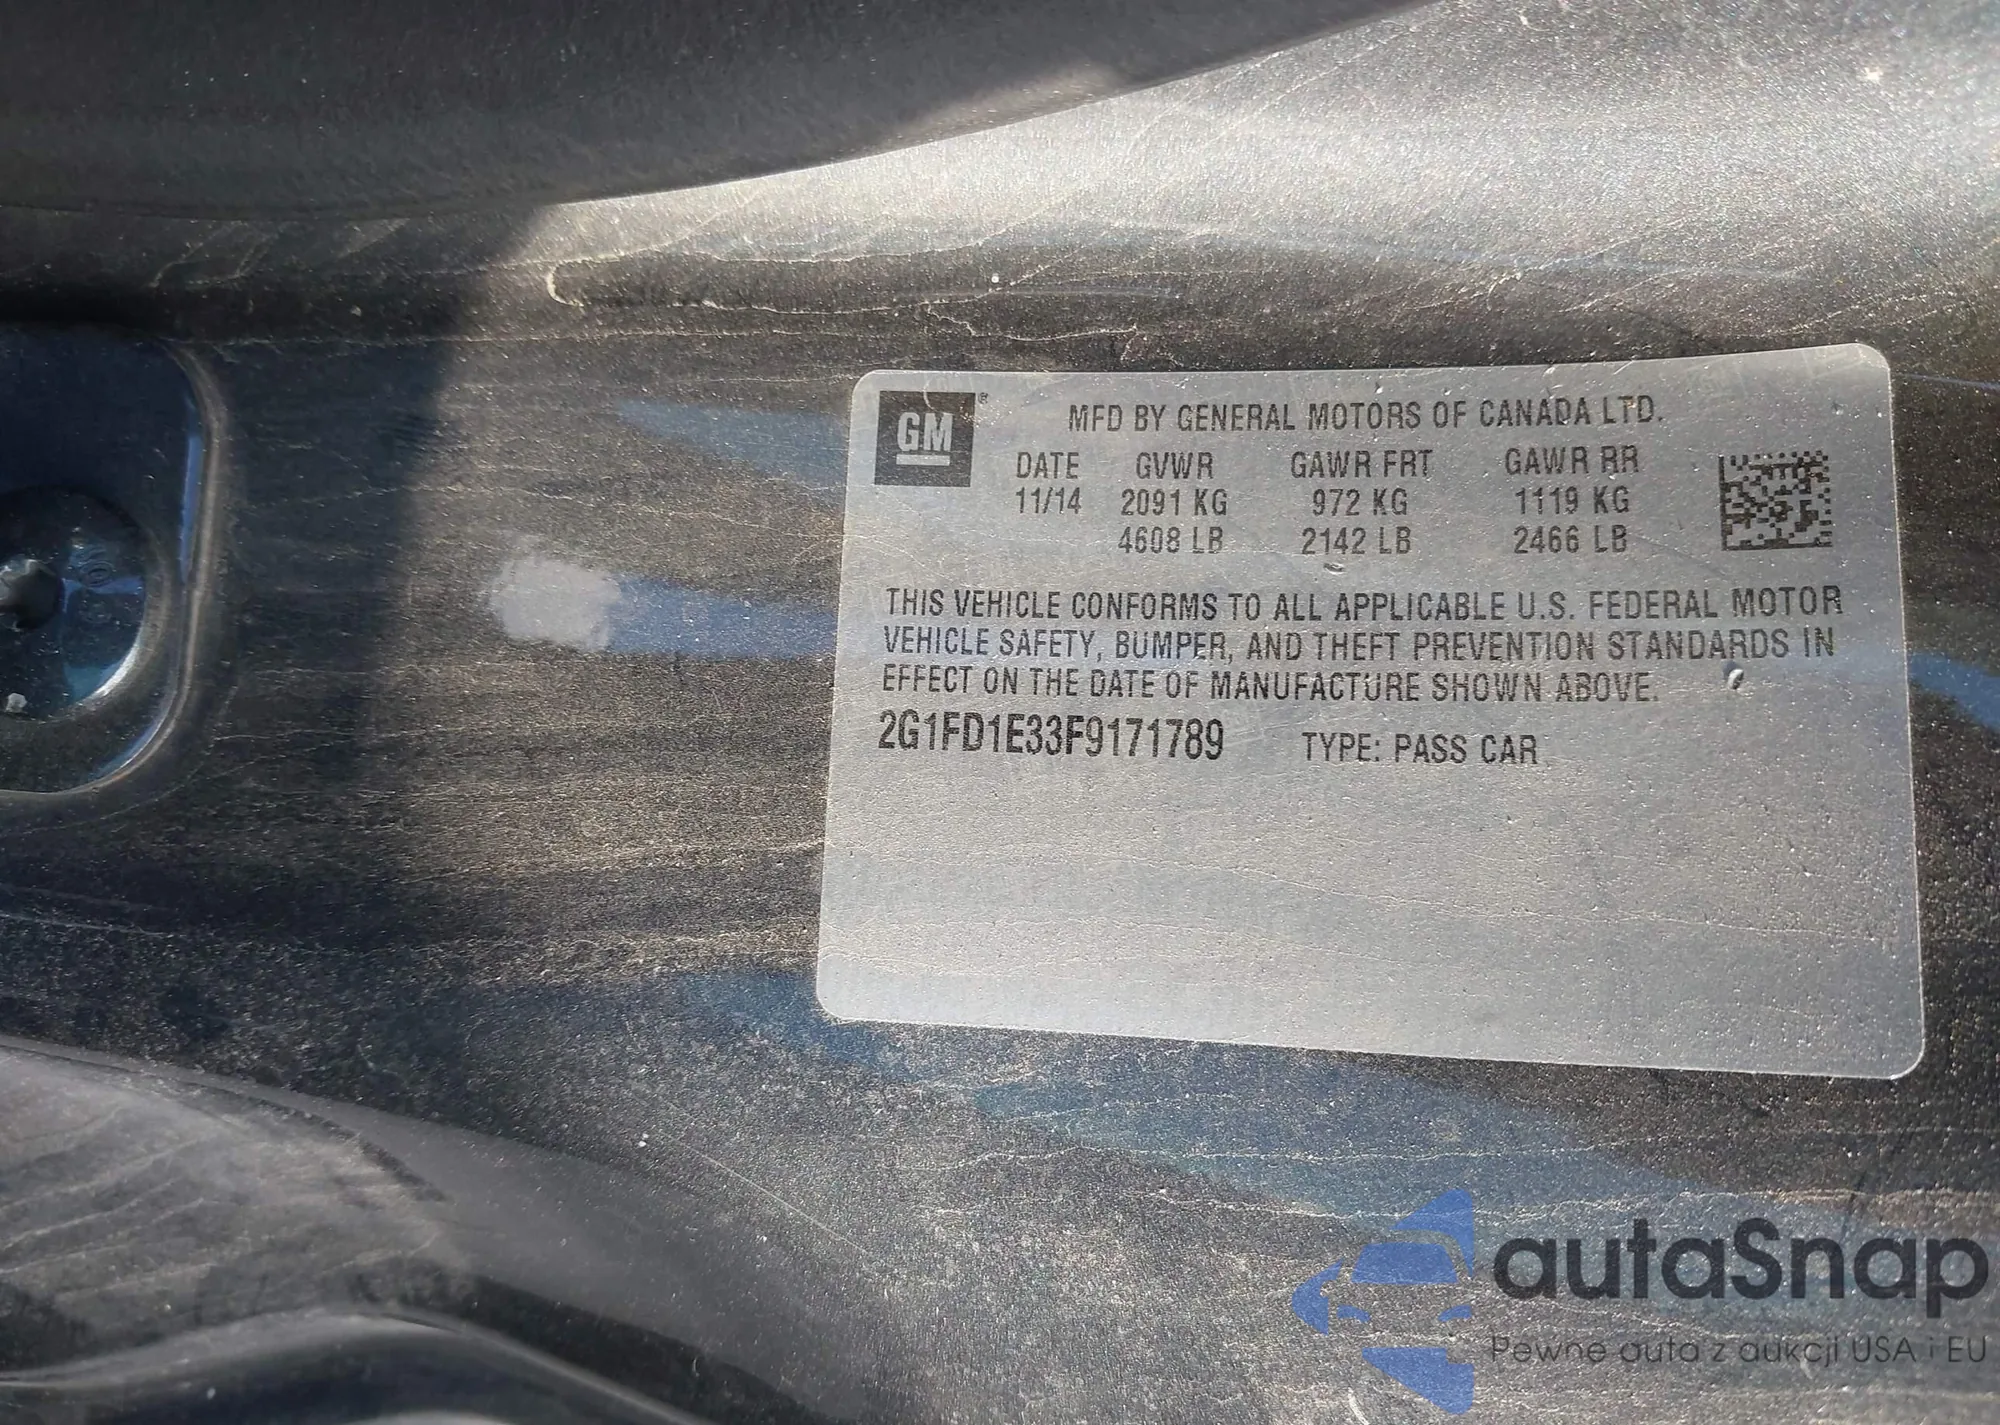 GM ®
MFD BY GENERAL MOTORS OF CANADA LTD.
DATE GVWR GAWR FRT GAWR RR
11/14 2091 KG 972 KG 1119 KG
4608 LB 2142 LB 2466 LB
THIS VEHICLE CONFORMS TO ALL APPLICABLE U.S. FEDERAL MOTOR
VEHICLE SAFETY, BUMPER, AND THEFT PREVENTION STANDARDS IN
EFFECT ON THE DATE OF MANUFACTURE SHOWN ABOVE.
2G1FD1E33F9171789 TYPE: PASS CAR
autaSnap
Pewne auta z aukcji USA i EU